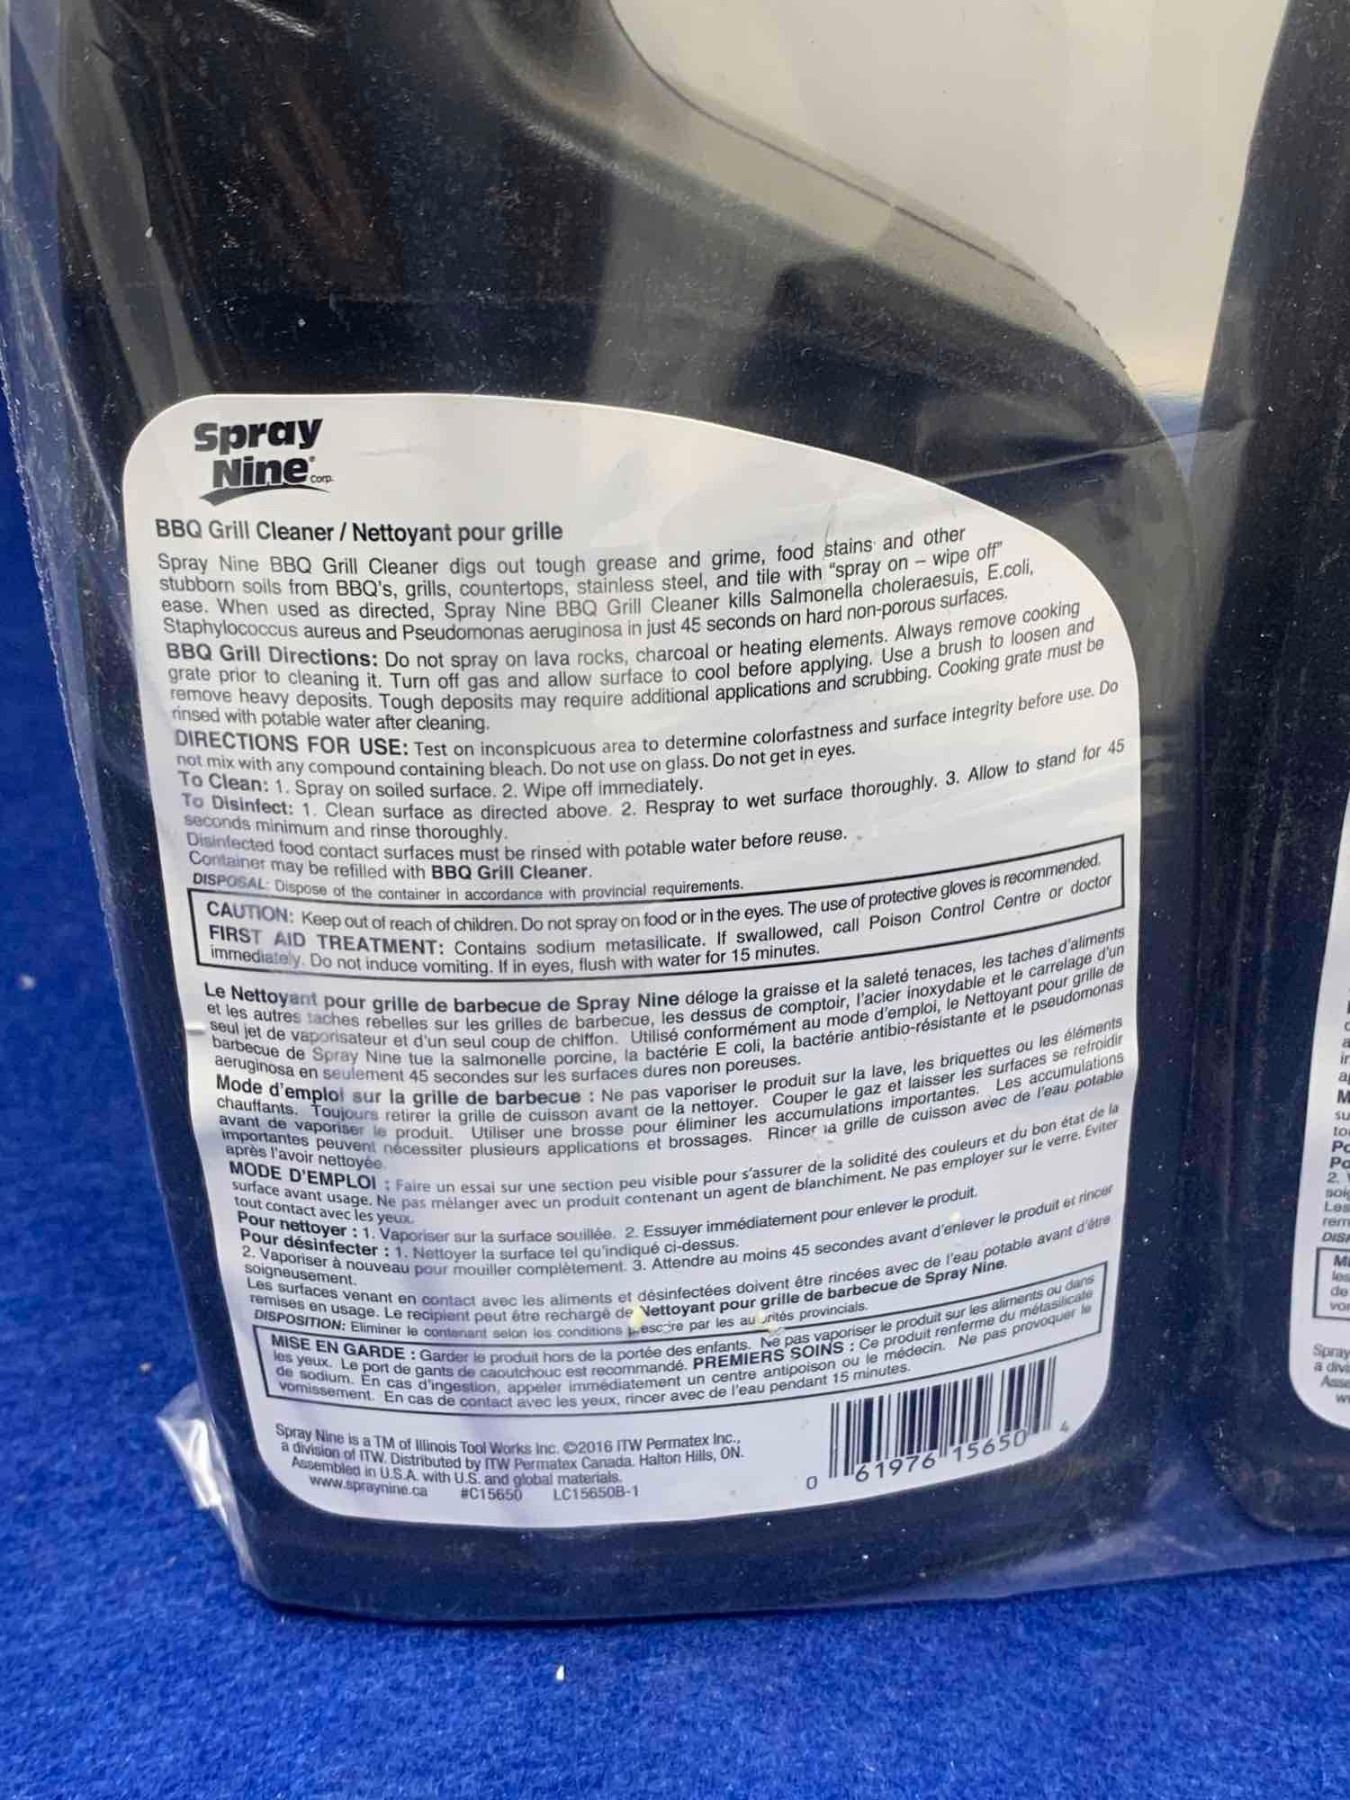 Spray
Nine® Corp.
BBQ Grill Cleaner / Nettoyant pour grille
Spray Nine BBQ Grill Cleaner digs out tough grease and grime, food stains and other
stubborn soils from BBQ's, grills, countertops, stainless steel, and tile with "spray on – wipe off"
ease. When used as directed, Spray Nine BBQ Grill Cleaner kills Salmonella choleraesuis, E.coli,
Staphylococcus aureus and Pseudomonas aeruginosa in just 45 seconds on hard non-porous surfaces.
BBQ Grill Directions: Do not spray on lava rocks, charcoal or heating elements. Always remove cooking
grate prior to cleaning it. Turn off gas and allow surface to cool before applying. Use a brush to loosen and
remove heavy deposits. Tough deposits may require additional applications and scrubbing. Cooking grate must be
rinsed with potable water after cleaning.
DIRECTIONS FOR USE: Test on inconspicuous area to determine colorfastness and surface integrity before use. Do
not mix with any compound containing bleach. Do not use on glass. Do not get in eyes.
To Clean: 1. Spray on soiled surface. 2. Wipe off immediately.
To Disinfect: 1. Clean surface as directed above. 2. Respray to wet surface thoroughly. 3. Allow to stand for 45
seconds minimum and rinse thoroughly.
Disinfected food contact surfaces must be rinsed with potable water before reuse.
Container may be refilled with BBQ Grill Cleaner.
DISPOSAL: Dispose of the container in accordance with provincial requirements.
CAUTION: Keep out of reach of children. Do not spray on food or in the eyes. The use of protective gloves is recommended.
FIRST AID TREATMENT: Contains sodium metasilicate. If swallowed, call Poison Control Centre or doctor
immediately. Do not induce vomiting. If in eyes, flush with water for 15 minutes.
Le Nettoyant pour grille de barbecue de Spray Nine déloge la graisse et la saleté tenaces, les taches d'aliments
et les autres taches rebelles sur les grilles de barbecue, les dessus de comptoir, l'acier inoxydable et le carrelage d'un
seul jet de vaporisateur et d'un seul coup de chiffon. Utilisé conformément au mode d'emploi, le Nettoyant pour grille de
barbecue de Spray Nine tue la salmonelle porcine, la bactérie E coli, la bactérie antibio-résistante et le pseudomonas
aeruginosa en seulement 45 secondes sur les surfaces dures non poreuses.
Mode d'emploi sur la grille de barbecue : Ne pas vaporiser le produit sur la lave, les briquettes ou les éléments
chauffants. Toujours retirer la grille de cuisson avant de la nettoyer. Couper le gaz et laisser les surfaces se refroidir
avant de vaporiser le produit. Utiliser une brosse pour éliminer les accumulations importantes. Les accumulations
importantes peuvent nécessiter plusieurs applications et brossages. Rincer la grille de cuisson avec de l'eau potable
après l'avoir nettoyée.
MODE D'EMPLOI : Faire un essai sur une section peu visible pour s'assurer de la solidité des couleurs et du bon état de la
surface avant usage. Ne pas mélanger avec un produit contenant un agent de blanchiment. Ne pas employer sur le verre. Éviter
tout contact avec les yeux.
Pour nettoyer : 1. Vaporiser sur la surface souillée. 2. Essuyer immédiatement pour enlever le produit.
Pour désinfecter : 1. Nettoyer la surface tel qu'indiqué ci-dessus.
2. Vaporiser à nouveau pour mouiller complètement. 3. Attendre au moins 45 secondes avant d'enlever le produit et rincer
soigneusement.
Les surfaces venant en contact avec les aliments et désinfectées doivent être rincées avec de l'eau potable avant d'être
remises en usage. Le recipient peut être rechargé de Nettoyant pour grille de barbecue de Spray Nine.
DISPOSITION: Eliminer le contenant selon les conditions par les provincials.
MISE EN GARDE : Garder le produit hors de la portée des enfants. Ne pas vaporiser le produit sur les aliments ou dans
les yeux. Le port de gants de caoutchouc est recommandé. PREMIERS SOINS : Ce produit renferme du métasilicate
de sodium. En cas d'ingestion, appeler immédiatement un centre antipoison ou le médecin. Ne pas provoquer le
vomissement. En cas de contact avec les yeux, rincer avec de l'eau pendant 15 minutes.
Spray Nine is a TM of Illinois Tool Works Inc. ©2016 ITW Permatex Inc.,
a division of ITW. Distributed by ITW Permatex Canada. Halton Hills, ON.
Assembled in U.S.A. with U.S. and global materials.
www.spraynine.ca #C15650 LC15650B-1
0 61976 15650 4